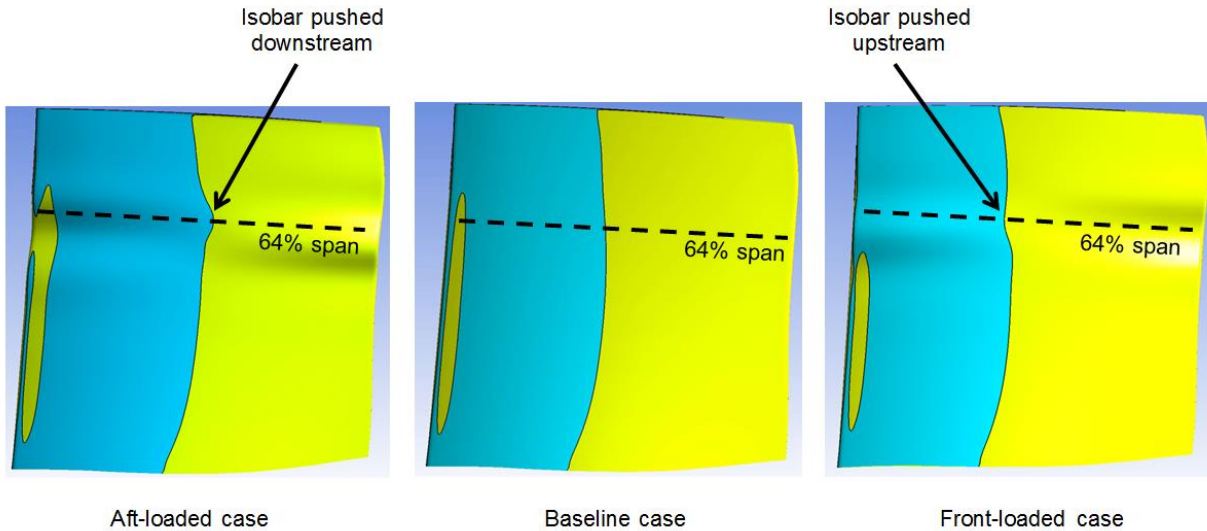 Isobar pushed
downstream
Isobar pushed
upstream
64% span
64% span
64% span
Aft-loaded case
Baseline case
Front-loaded case